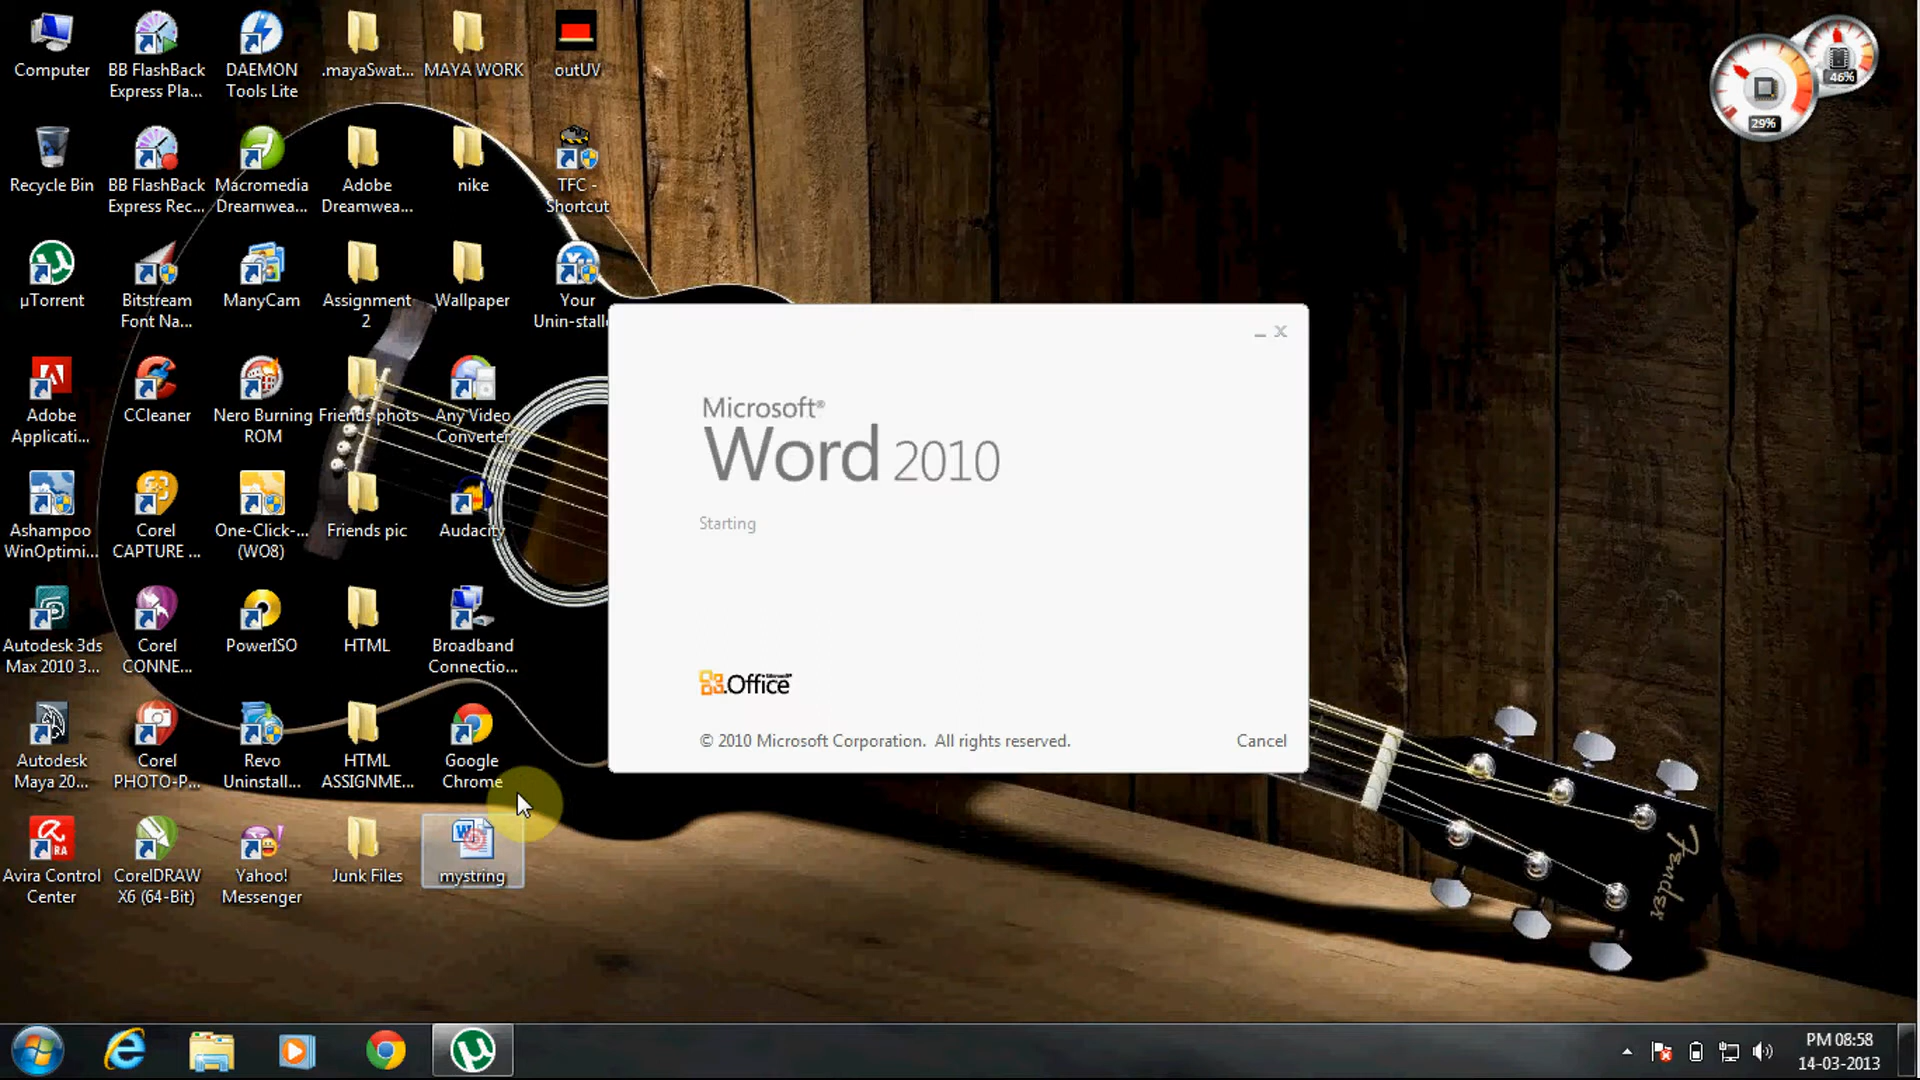 Computer
BB FlashBack
Express Pla...
DAEMON
Tools Lite
.mayaSwat...
MAYA WORK
outUV
46%
29%
Recycle Bin
BB FlashBack
Express Rec...
Macromedia
Dreamwea...
Adobe
Dreamwea...
nike
TFC -
Shortcut
µTorrent
Bitstream
Font Na...
ManyCam
Assignment
2
Wallpaper
Your
Unin-stall
Adobe
Applicati...
CCleaner
Nero Burning
ROM
Friends phots
Any Video
Converter
Ashampoo
WinOptimi...
Corel
CAPTURE ...
One-Click-...
(WO8)
Friends pic
Audacity
Autodesk 3ds
Max 2010 3...
Corel
CONNE...
PowerISO
HTML
Broadband
Connectio...
Autodesk
Maya 20...
Corel
PHOTO-P...
Revo
Uninstall...
HTML
ASSIGNME...
Google
Chrome
Avira Control
Center
CorelDRAW
X6 (64-Bit)
Yahoo!
Messenger
Junk Files
mystring
Microsoft®
Word 2010
Starting
Microsoft®
Office
© 2010 Microsoft Corporation. All rights reserved.
Cancel
Fender
PM 08:58
14-03-2013